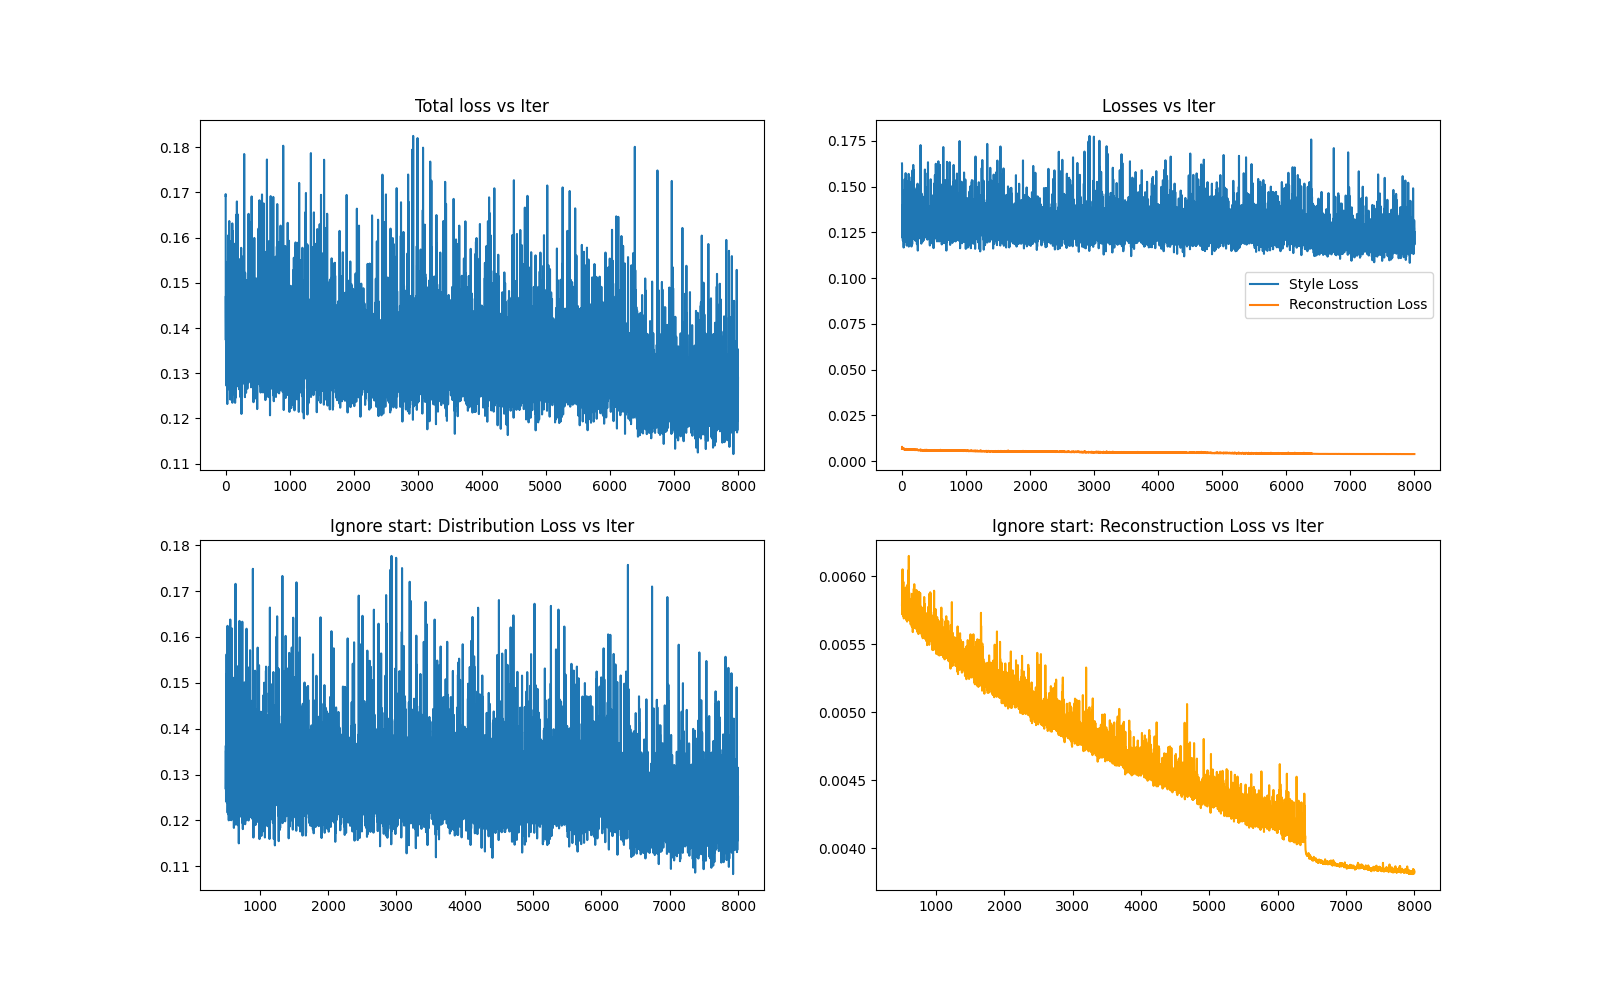 Total loss vs Iter
0.18
0.17
0.16
0.15
0.14
0.13
0.12
0.11
0 1000 2000 3000 4000 5000 6000 7000 8000
Losses vs Iter
0.175
0.150
0.125
0.100
0.075
0.050
0.025
0.000
Style Loss
Reconstruction Loss
0 1000 2000 3000 4000 5000 6000 7000 8000
Ignore start: Distribution Loss vs Iter
0.18
0.17
0.16
0.15
0.14
0.13
0.12
0.11
1000 2000 3000 4000 5000 6000 7000 8000
Ignore start: Reconstruction Loss vs Iter
0.0060
0.0055
0.0050
0.0045
0.0040
1000 2000 3000 4000 5000 6000 7000 8000